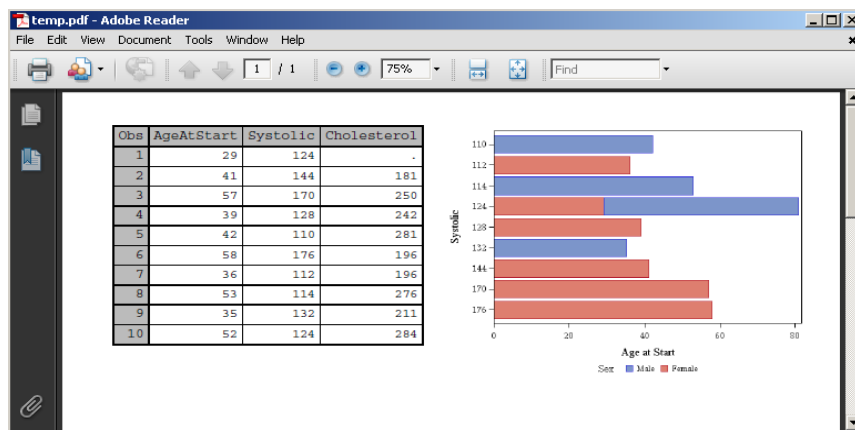 temp.pdf - Adobe Reader
File Edit View Document Tools Window Help
1 / 1 75% Find
Obs AgeAtStart Systolic Cholesterol
1 29 124 .
2 41 144 181
3 57 170 250
4 39 128 242
5 42 110 281
6 58 176 196
7 36 112 196
8 53 114 276
9 35 132 211
10 52 124 284
Systolic
110
112
114
124
128
132
144
170
176
0 20 40 60 80
Age at Start
Sex Male Female